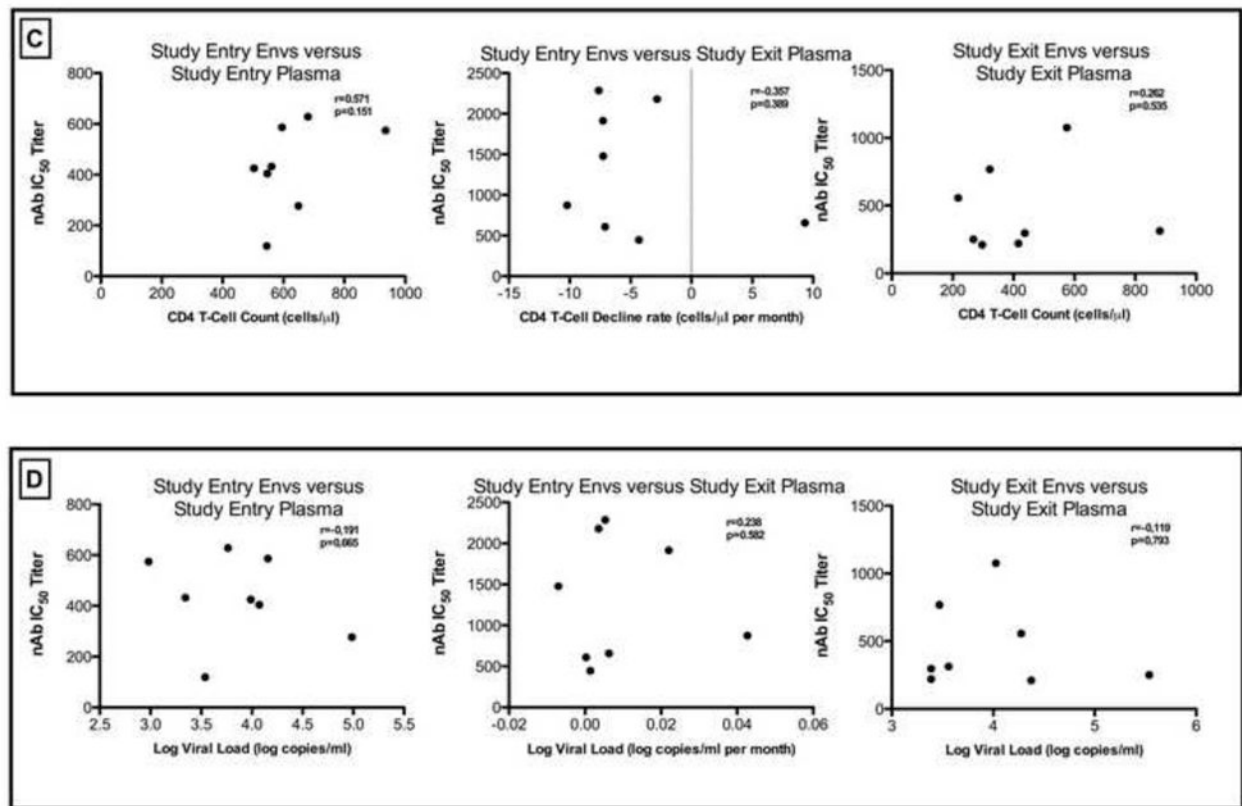 C
Study Entry Envs versus
Study Entry Plasma
r=0.571
p=0.151
800
600
400
200
0
nAb IC50 Titer
0 200 400 600 800 1000
CD4 T-Cell Count (cells/µl)
Study Entry Envs versus Study Exit Plasma
r=-0.357
p=0.389
2500
2000
1500
1000
500
0
nAb IC50 Titer
-15 -10 -5 0 5 10
CD4 T-Cell Decline rate (cells/µl per month)
Study Exit Envs versus
Study Exit Plasma
r=0.262
p=0.535
1500
1000
500
0
nAb IC50 Titer
0 200 400 600 800 1000
CD4 T-Cell Count (cells/µl)
D
Study Entry Envs versus
Study Entry Plasma
r=-0.191
p=0.665
800
600
400
200
0
nAb IC50 Titer
2.5 3.0 3.5 4.0 4.5 5.0 5.5
Log Viral Load (log copies/ml)
Study Entry Envs versus Study Exit Plasma
r=0.238
p=0.582
2500
2000
1500
1000
500
0
nAb IC50 Titer
-0.02 0.00 0.02 0.04 0.06
Log Viral Load (log copies/ml per month)
Study Exit Envs versus
Study Exit Plasma
r=-0.119
p=0.793
1500
1000
500
0
nAb IC50 Titer
3 4 5 6
Log Viral Load (log copies/ml)